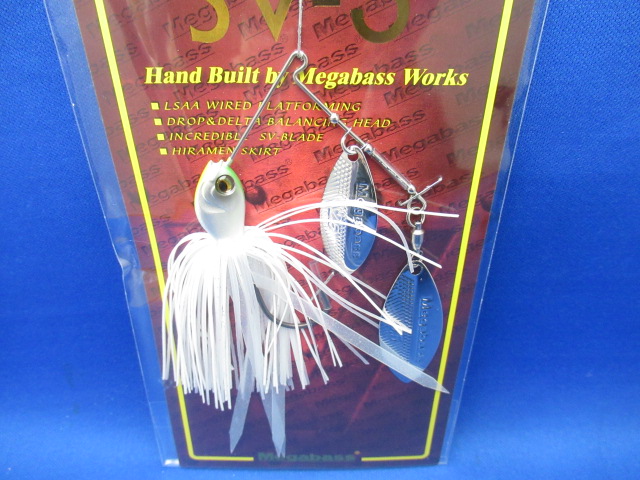 SV-3
Hand Built by Megabass Works
■ LSAA WIRED PLATFORMING
■ DROP&DELTA BALANCING HEAD
■ INCREDIBLE SV-BLADE
■ HIRAMEN SKIRT
Megabass